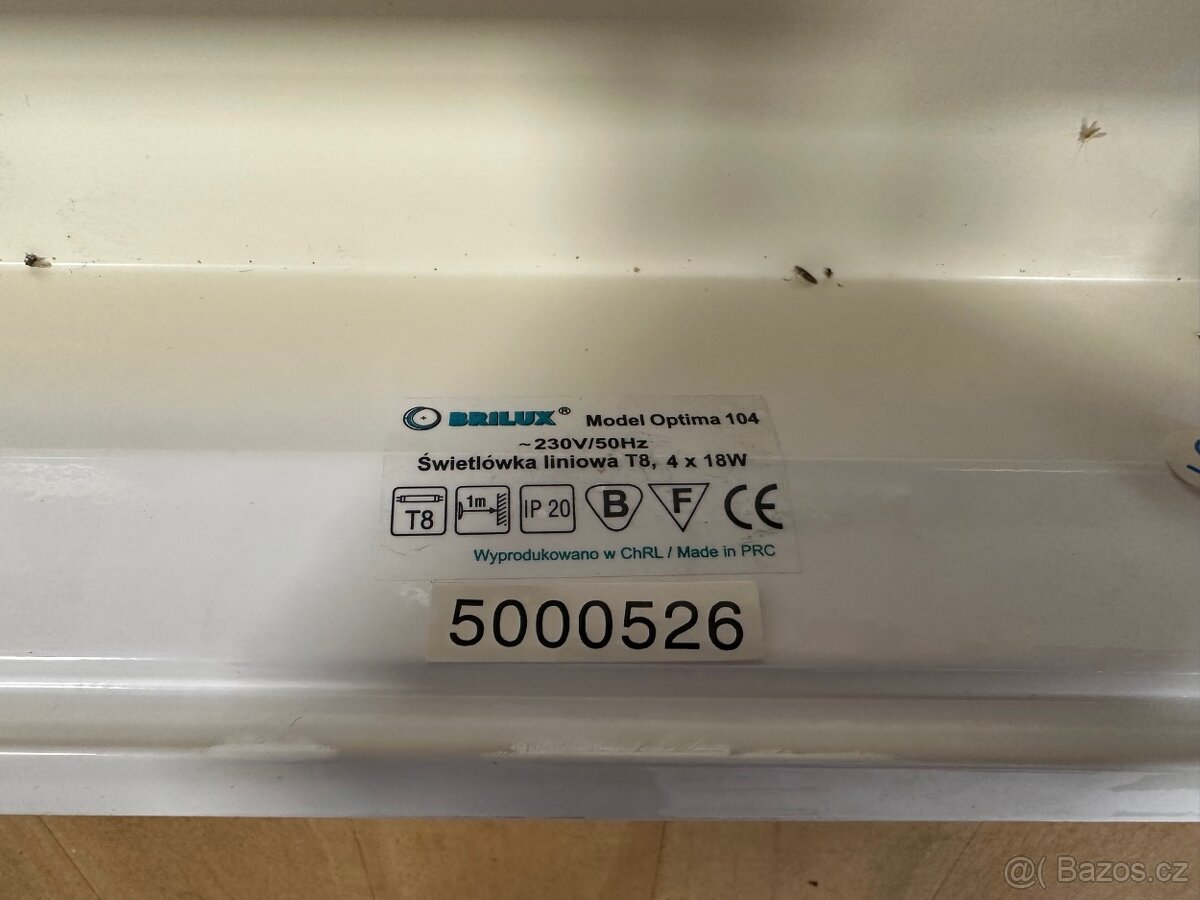 BRILUX® Model Optima 104
~230V/50Hz
Świetlówka liniowa T8, 4 x 18W
T8 1m IP 20 B F CE
Wyprodukowano w ChRL / Made in PRC
5000526
@( Bazos.cz